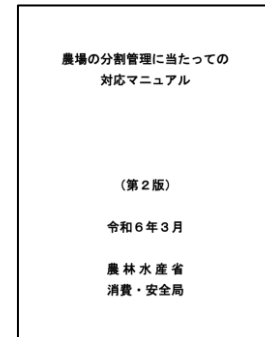 農場の分割管理に当たっての
対応マニュアル
（第２版）
令和６年３月
農林水産省
消費・安全局